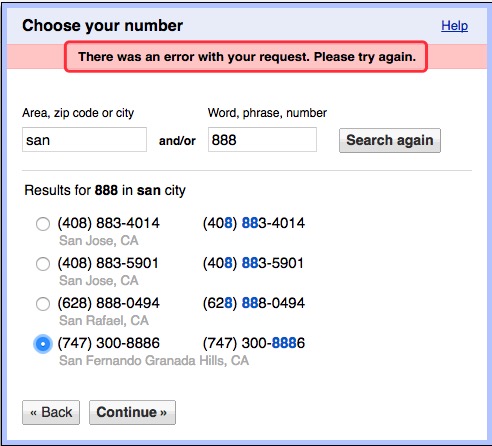 Choose your number Help
There was an error with your request. Please try again.
Area, zip code or city Word, phrase, number
san and/or 888 Search again
Results for 888 in san city
(408) 883-4014 (408) 883-4014
San Jose, CA
(408) 883-5901 (408) 883-5901
San Jose, CA
(628) 888-0494 (628) 888-0494
San Rafael, CA
(747) 300-8886 (747) 300-8886
San Fernando Granada Hills, CA
« Back Continue »